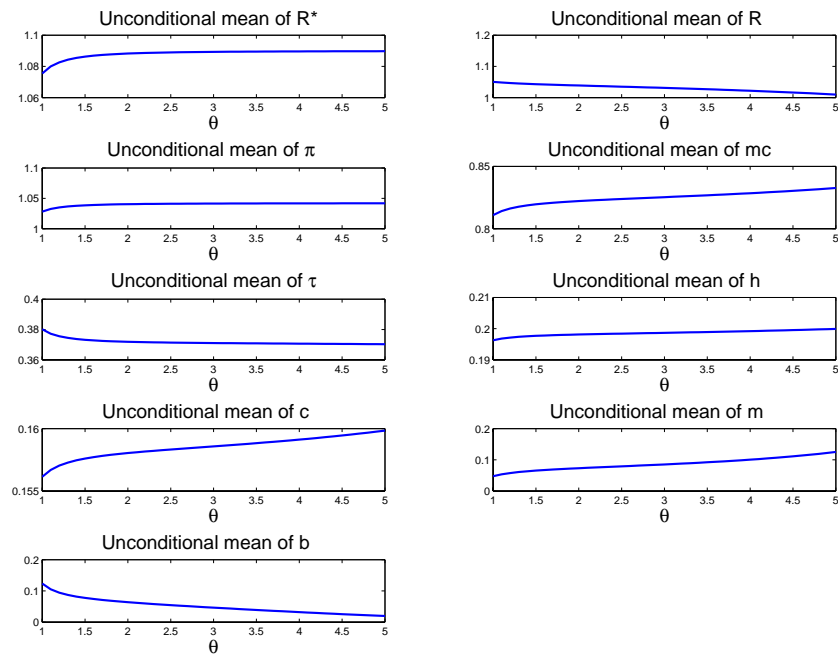 Unconditional mean of R*
1.1
1.08
1.06
1 1.5 2 2.5 3 3.5 4 4.5 5
θ
Unconditional mean of R
1.2
1.1
1
1 1.5 2 2.5 3 3.5 4 4.5 5
θ
Unconditional mean of π
1.1
1.05
1
1 1.5 2 2.5 3 3.5 4 4.5 5
θ
Unconditional mean of mc
0.85
0.8
1 1.5 2 2.5 3 3.5 4 4.5 5
θ
Unconditional mean of τ
0.4
0.38
0.36
1 1.5 2 2.5 3 3.5 4 4.5 5
θ
Unconditional mean of h
0.21
0.2
0.19
1 1.5 2 2.5 3 3.5 4 4.5 5
θ
Unconditional mean of c
0.16
0.155
1 1.5 2 2.5 3 3.5 4 4.5 5
θ
Unconditional mean of m
0.2
0.1
0
1 1.5 2 2.5 3 3.5 4 4.5 5
θ
Unconditional mean of b
0.2
0.1
0
1 1.5 2 2.5 3 3.5 4 4.5 5
θ